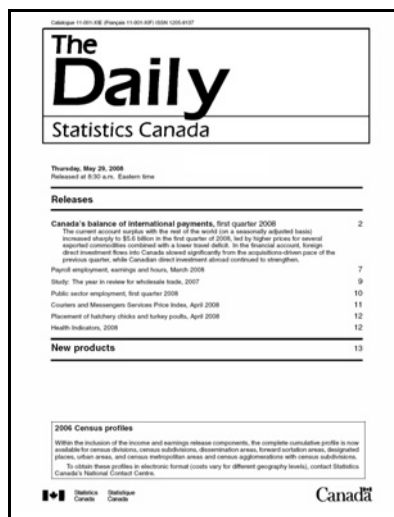 Catalogue 11-001-XIE (Français 11-001-XIF) ISSN 1205-9137
The
Daily
Statistics Canada
Thursday, May 29, 2008
Released at 8:30 a.m. Eastern time
Releases
Canada's balance of international payments, first quarter 2008 2
The current account surplus with the rest of the world (on a seasonally adjusted basis)
increased sharply to $5.6 billion in the first quarter of 2008, led by higher prices for several
exported commodities combined with a lower travel deficit. In the financial account, foreign
direct investment flows into Canada slowed significantly from the acquisitions-driven pace of the
previous quarter, while Canadian direct investment abroad continued to strengthen.
Payroll employment, earnings and hours, March 2008 7
Study: The year in review for wholesale trade, 2007 9
Public sector employment, first quarter 2008 10
Couriers and Messengers Services Price Index, April 2008 11
Placement of hatchery chicks and turkey poults, April 2008 12
Health Indicators, 2008 12
New products 13
2006 Census profiles
Within the inclusion of the income and earnings release components, the complete cumulative profile is now
available for census divisions, census subdivisions, dissemination areas, forward sortation areas, designated
places, urban areas, and census metropolitan areas and census agglomerations with census subdivisions.
To obtain these profiles in electronic format (costs vary for different geography levels), contact Statistics
Canada's National Contact Centre.
Statistics Statistique
Canada Canada
Canada